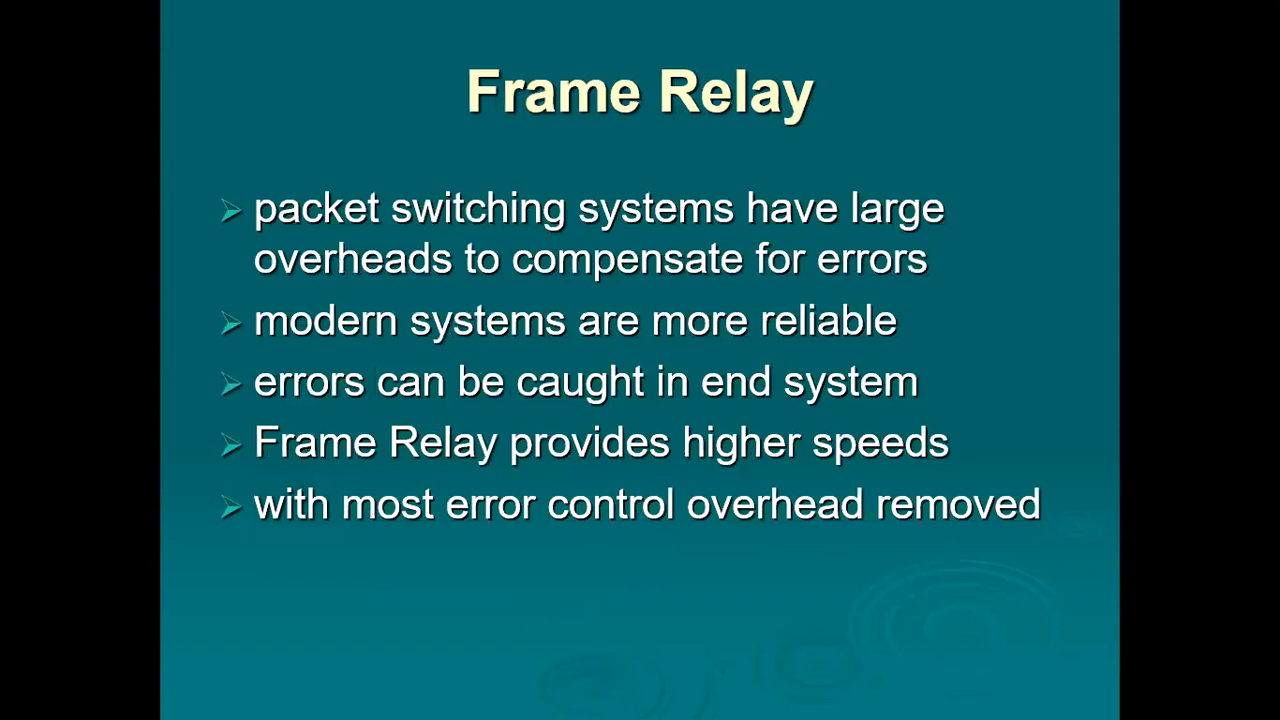 Frame Relay
packet switching systems have large
overheads to compensate for errors
modern systems are more reliable
errors can be caught in end system
Frame Relay provides higher speeds
with most error control overhead removed